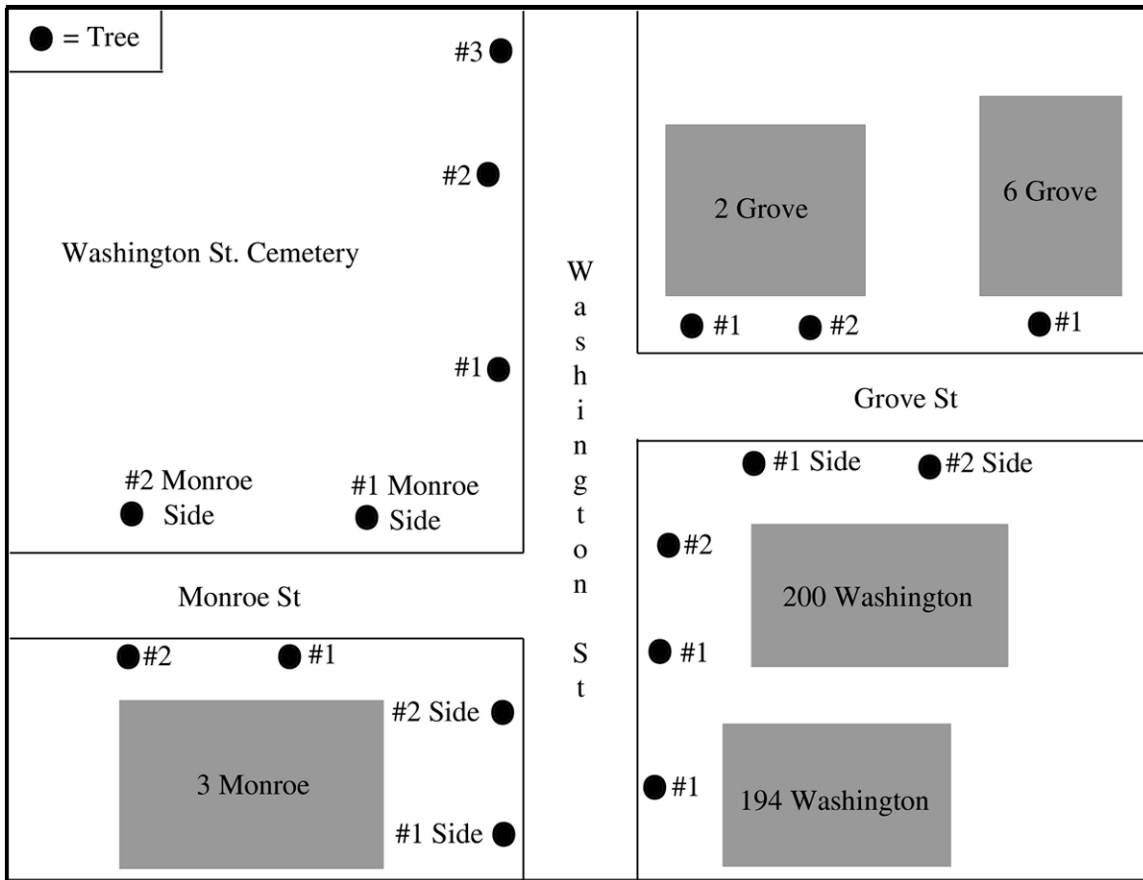 = Tree
#3
#2
Washington St. Cemetery
#1
#2 Monroe
Side
#1 Monroe
Side
Monroe St
#2
#1
#2 Side
3 Monroe
#1 Side
Washington St
2 Grove
6 Grove
#1
#2
#1
Grove St
#1 Side
#2 Side
#2
200 Washington
#1
#1
194 Washington